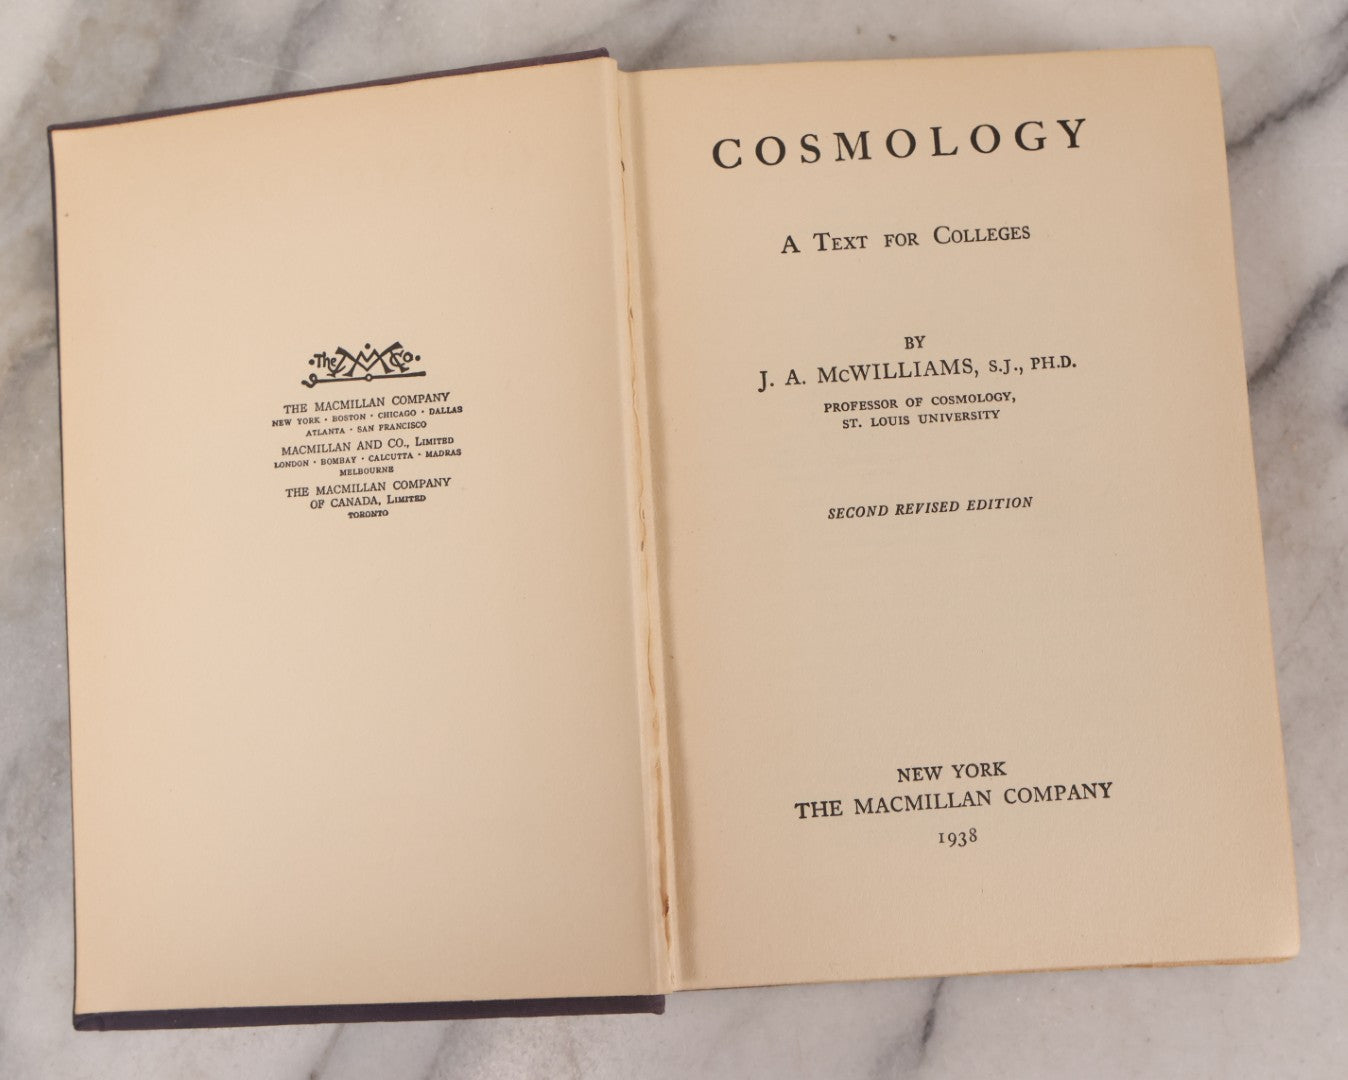 The M Co.
THE MACMILLAN COMPANY
NEW YORK · BOSTON · CHICAGO · DALLAS
ATLANTA · SAN FRANCISCO
MACMILLAN AND CO., LIMITED
LONDON · BOMBAY · CALCUTTA · MADRAS
MELBOURNE
THE MACMILLAN COMPANY
OF CANADA, LIMITED
TORONTO
COSMOLOGY
A TEXT FOR COLLEGES
BY
J. A. McWILLIAMS, S.J., PH.D.
PROFESSOR OF COSMOLOGY,
ST. LOUIS UNIVERSITY
SECOND REVISED EDITION
NEW YORK
THE MACMILLAN COMPANY
1938